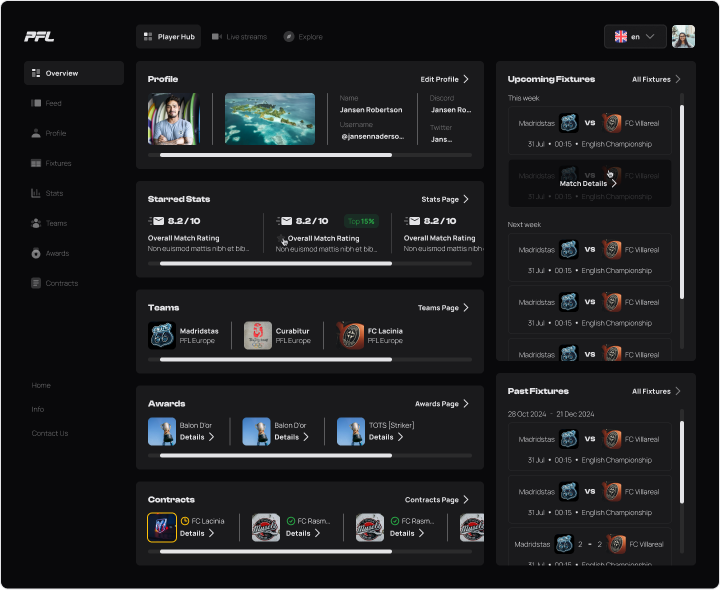 PFL
Player Hub
Live streams
Explore
en
Overview
Feed
Profile
Fixtures
Stats
Teams
Awards
Contracts
Home
Info
Contact Us
Profile
Edit Profile
Name
Jansen Robertson
Username
@jansennaderso...
Discord
Jansen Ro...
Twitter
Jans...
Starred Stats
Stats Page
8.2/10
Overall Match Rating
Non euismod mattis nibh et bib...
8.2/10
Top 15%
Overall Match Rating
Non euismod mattis nibh et bib...
8.2/10
Overall Match Rating
Non euismod mattis nibh
Teams
Teams Page
Madridstas
PFL Europe
Curabitur
PFL Europe
FC Lacinia
PFL Europe
Awards
Awards Page
Balon D'or
Details
Balon D'or
Details
TOTS [Striker]
Details
Contracts
Contracts Page
FC Lacinia
Details
FC Rasm...
Details
FC Rasm...
Details
Upcoming Fixtures
All Fixtures
This week
Madridstas VS FC Villareal
31 Jul • 00:15 • English Championship
Madridstas VS FC Villareal
Match Details
31 Jul • 00:15 • English Championship
Next week
Madridstas VS FC Villareal
31 Jul • 00:15 • English Championship
Madridstas VS FC Villareal
31 Jul • 00:15 • English Championship
Madridstas VS FC Villareal
Past Fixtures
All Fixtures
28 Oct 2024 - 21 Dec 2024
Madridstas VS FC Villareal
31 Jul • 00:15 • English Championship
Madridstas VS FC Villareal
31 Jul • 00:15 • English Championship
Madridstas 2 - 2 FC Villareal
31 Jul • 00:15 • English Championship